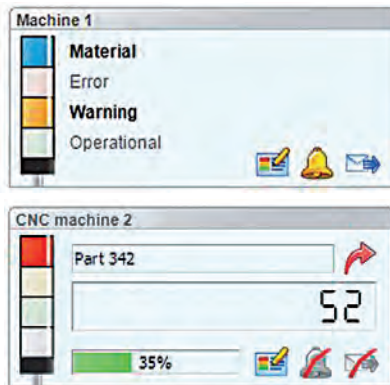 Machine 1
Material
Error
Warning
Operational
CNC machine 2
Part 342
52
35%